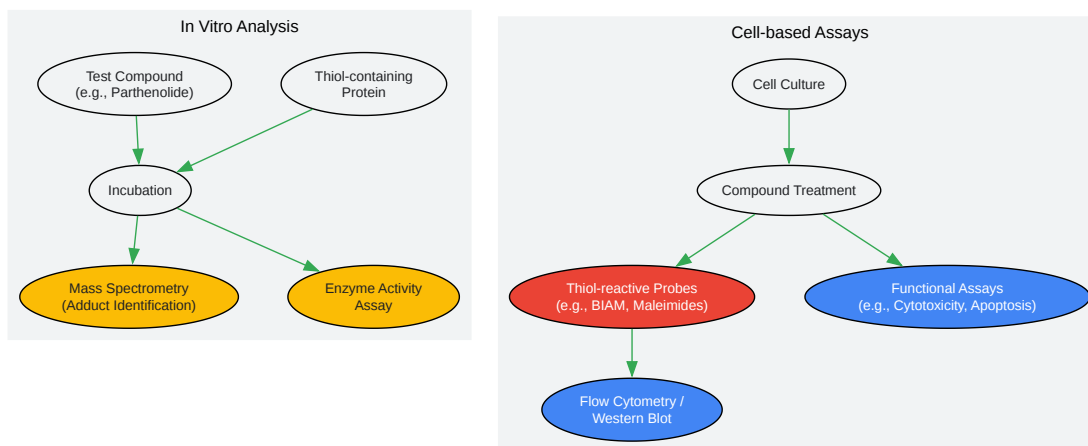 In Vitro Analysis
Test Compound
(e.g., Parthenolide)
Thiol-containing
Protein
Incubation
Mass Spectrometry
(Adduct Identification)
Enzyme Activity
Assay
Cell-based Assays
Cell Culture
Compound Treatment
Thiol-reactive Probes
(e.g., BIAM, Maleimides)
Functional Assays
(e.g., Cytotoxicity, Apoptosis)
Flow Cytometry /
Western Blot